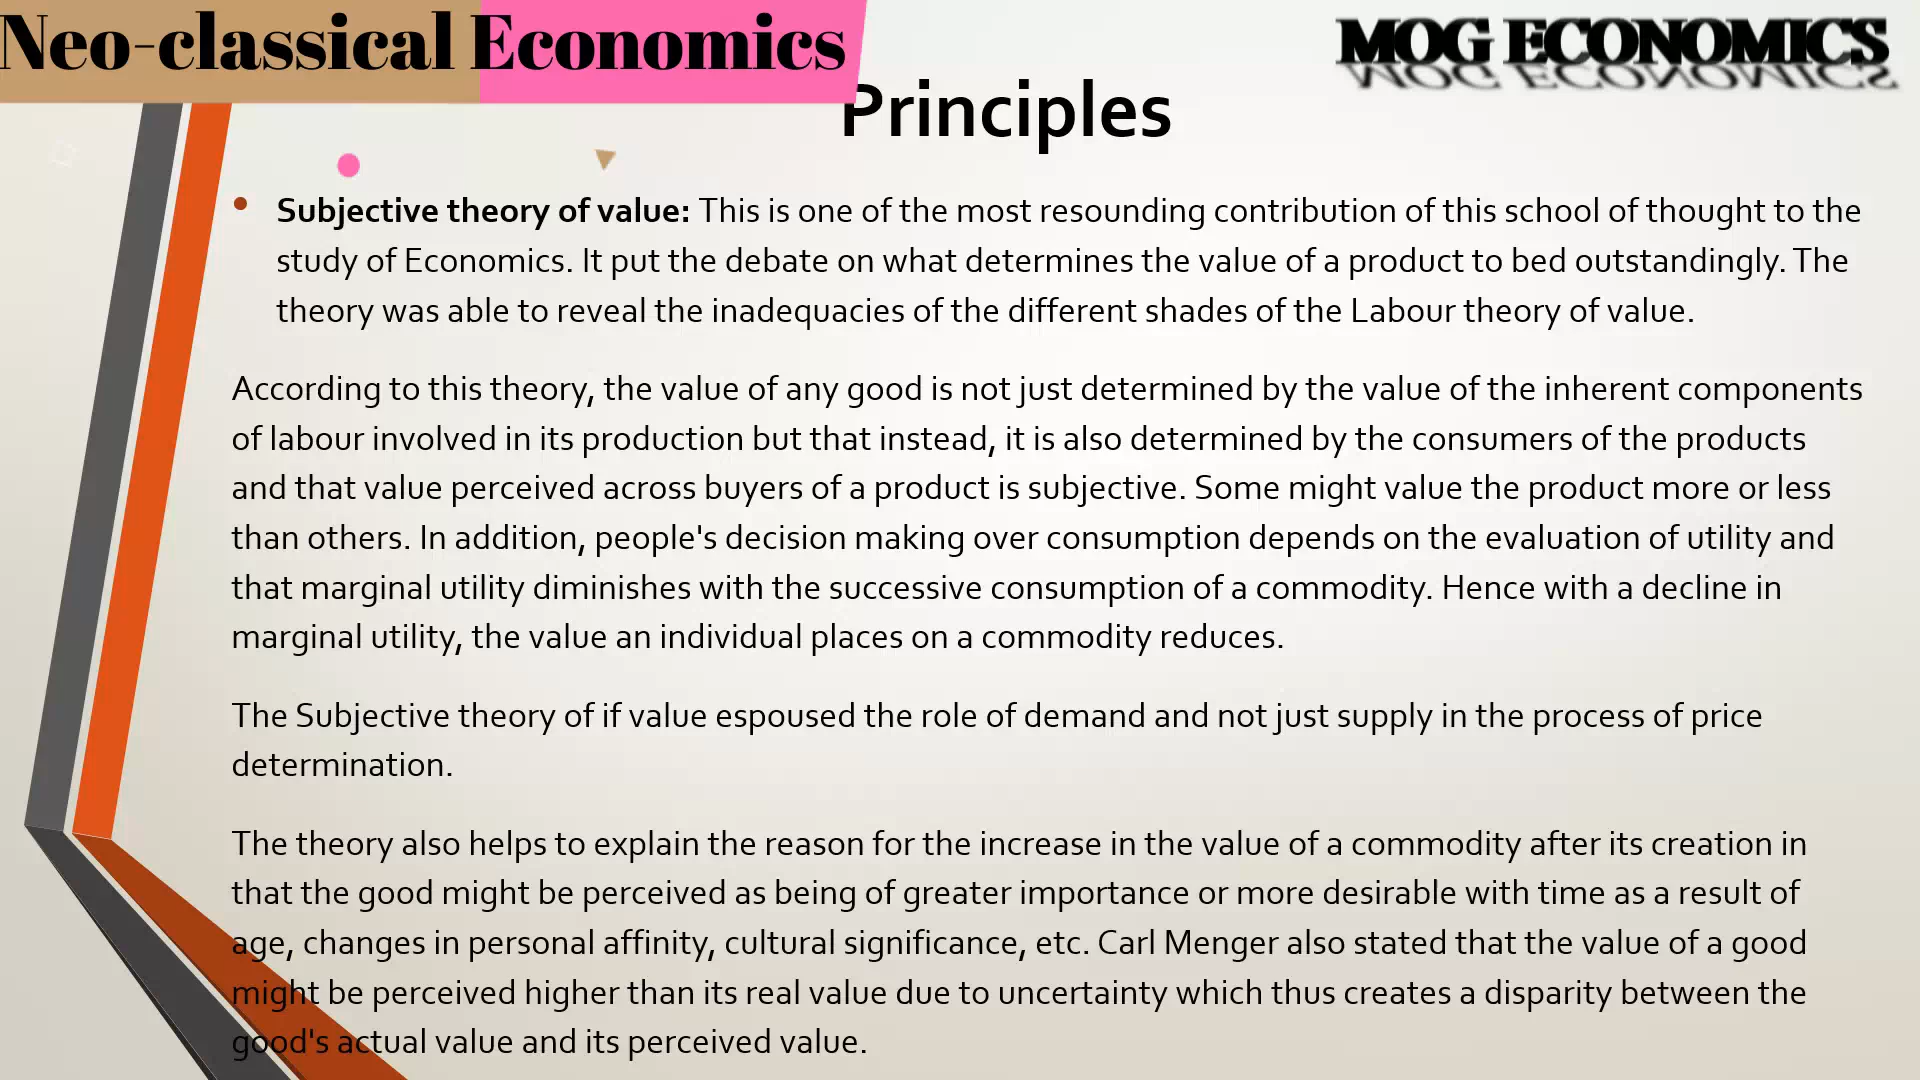 Neo-classical Economics
MOG ECONOMICS
Principles
Subjective theory of value: This is one of the most resounding contribution of this school of thought to the
study of Economics. It put the debate on what determines the value of a product to bed outstandingly. The
theory was able to reveal the inadequacies of the different shades of the Labour theory of value.
According to this theory, the value of any good is not just determined by the value of the inherent components
of labour involved in its production but that instead, it is also determined by the consumers of the products
and that value perceived across buyers of a product is subjective. Some might value the product more or less
than others. In addition, people's decision making over consumption depends on the evaluation of utility and
that marginal utility diminishes with the successive consumption of a commodity. Hence with a decline in
marginal utility, the value an individual places on a commodity reduces.
The Subjective theory of if value espoused the role of demand and not just supply in the process of price
determination.
The theory also helps to explain the reason for the increase in the value of a commodity after its creation in
that the good might be perceived as being of greater importance or more desirable with time as a result of
age, changes in personal affinity, cultural significance, etc. Carl Menger also stated that the value of a good
might be perceived higher than its real value due to uncertainty which thus creates a disparity between the
good's actual value and its perceived value.